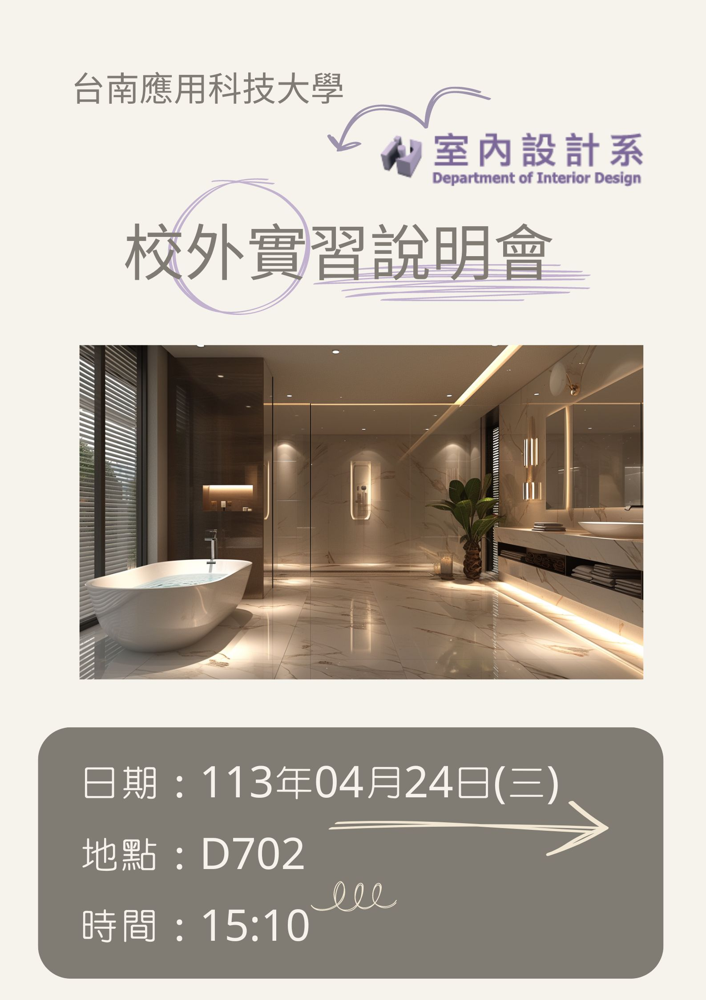 台南應用科技大學
室內設計系
Department of Interior Design
校外實習說明會
日期：113年04月24日(三)
地點：D702
時間：15:10